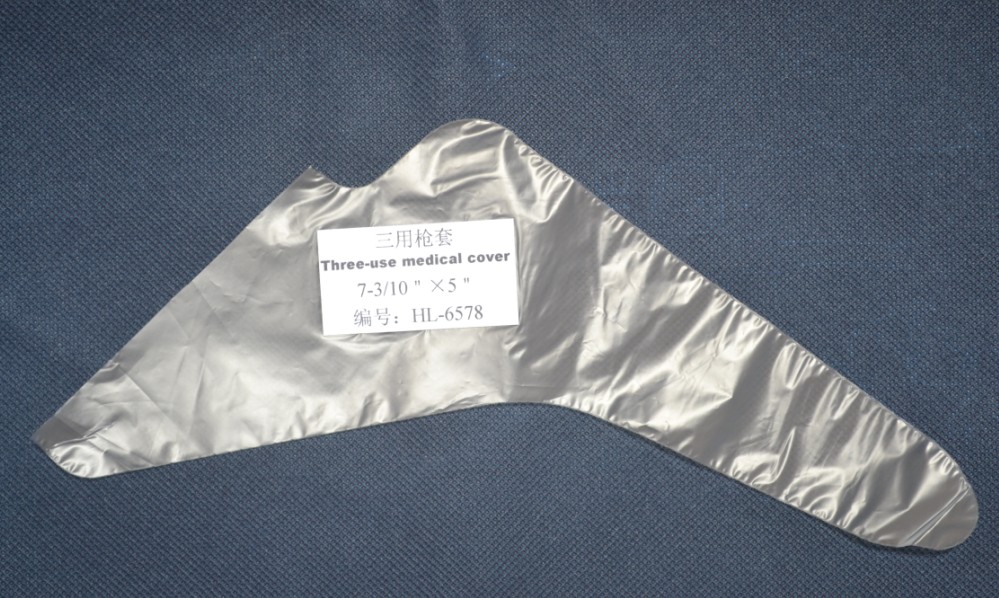 三用枪套
Three-use medical cover
7-3/10 " ×5 "
编号：HL-6578